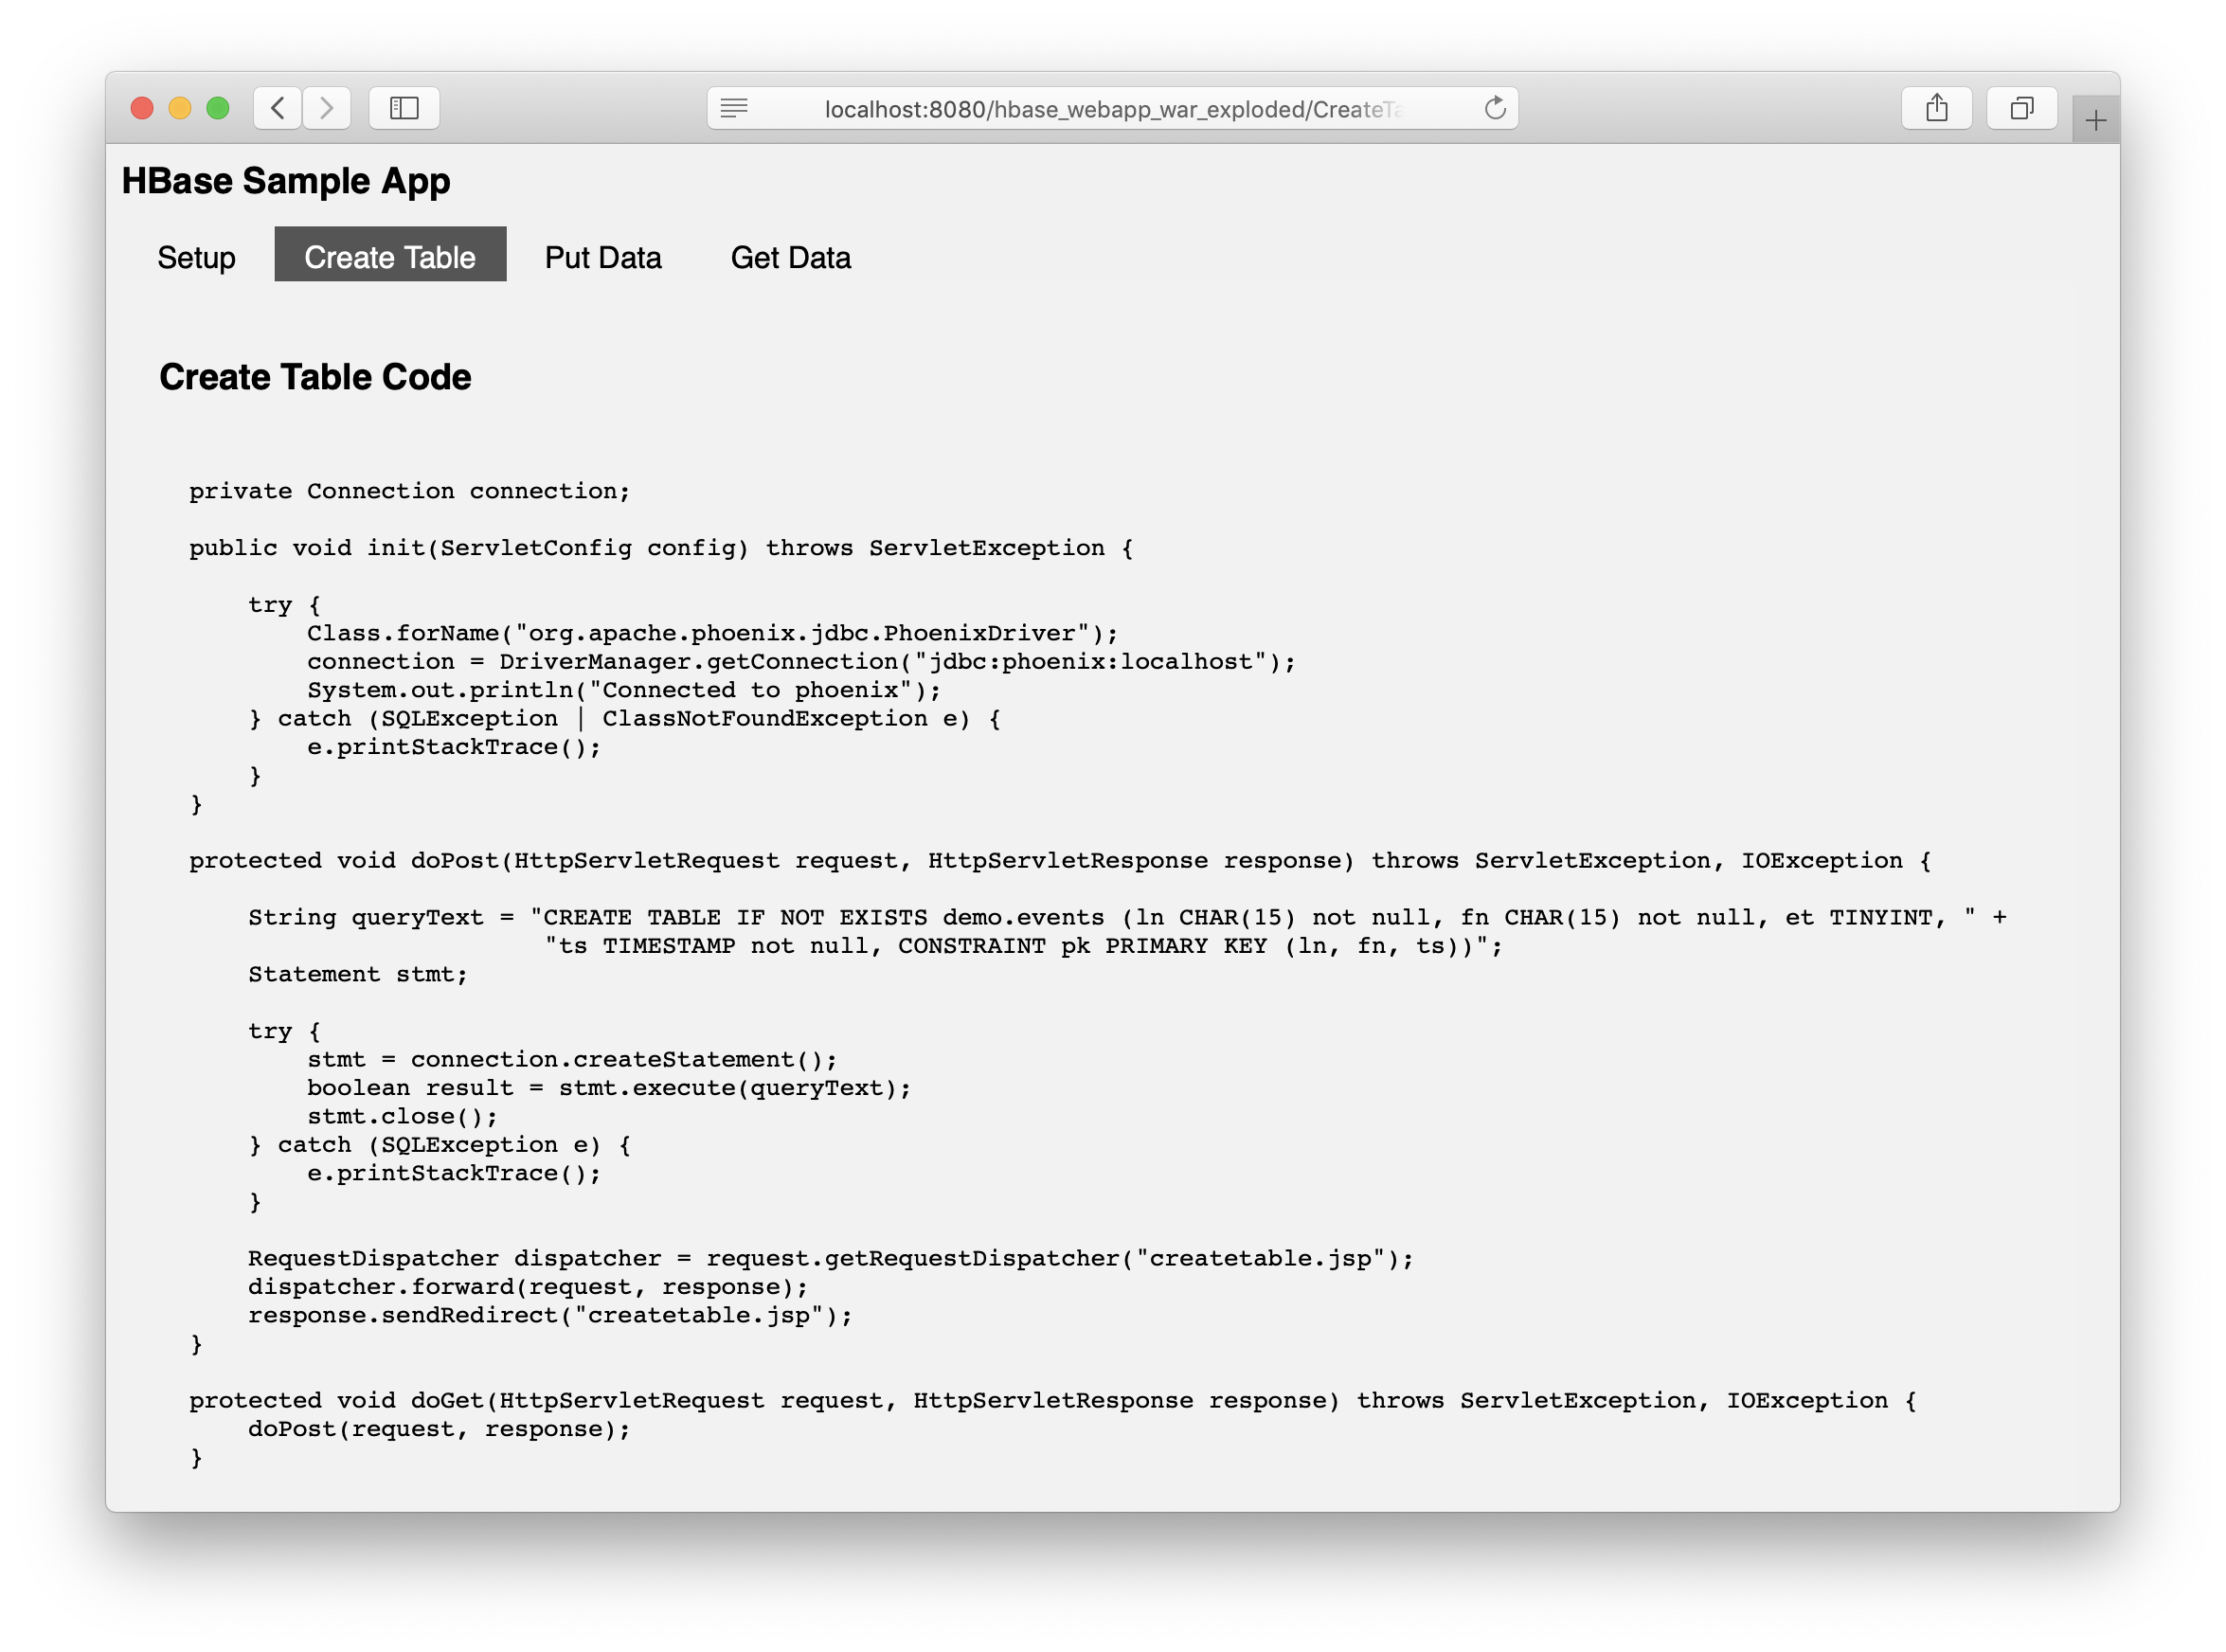 localhost:8080/hbase_webapp_war_exploded/CreateTa
HBase Sample App
Setup Create Table Put Data Get Data
Create Table Code
private Connection connection;
public void init(ServletConfig config) throws ServletException {
try {
Class.forName("org.apache.phoenix.jdbc.PhoenixDriver");
connection = DriverManager.getConnection("jdbc:phoenix:localhost");
System.out.println("Connected to phoenix");
} catch (SQLException | ClassNotFoundException e) {
e.printStackTrace();
}
}
protected void doPost(HttpServletRequest request, HttpServletResponse response) throws ServletException, IOException {
String queryText = "CREATE TABLE IF NOT EXISTS demo.events (ln CHAR(15) not null, fn CHAR(15) not null, et TINYINT, " +
"ts TIMESTAMP not null, CONSTRAINT pk PRIMARY KEY (ln, fn, ts))";
Statement stmt;
try {
stmt = connection.createStatement();
boolean result = stmt.execute(queryText);
stmt.close();
} catch (SQLException e) {
e.printStackTrace();
}
RequestDispatcher dispatcher = request.getRequestDispatcher("createtable.jsp");
dispatcher.forward(request, response);
response.sendRedirect("createtable.jsp");
}
protected void doGet(HttpServletRequest request, HttpServletResponse response) throws ServletException, IOException {
doPost(request, response);
}